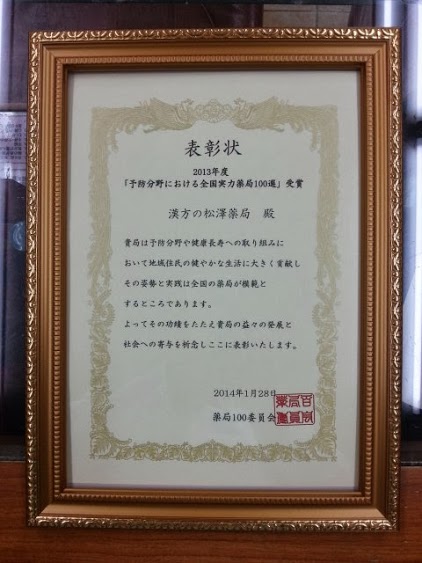 表彰状
2013年度
「予防分野における全国実力薬局100選」受賞
漢方の松澤薬局 殿
貴局は予防分野や健康長寿への取り組みに
おいて地域住民の健やかな生活に大きく貢献し
その姿勢と実践は全国の薬局が模範と
するところであります。
よってその功績をたたえ貴局の益々の発展と
社会への寄与を祈念しここに表彰いたします。
2014年1月28日
薬局100委員会